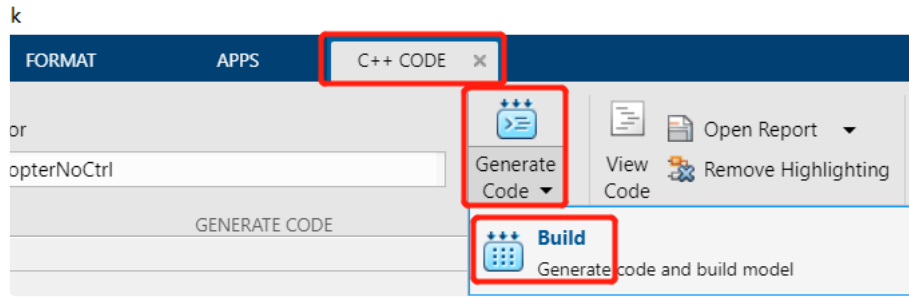 k
FORMAT APPS C++ CODE ×
or
opterNoCtrl
Generate Code
View Code
Open Report
Remove Highlighting
GENERATE CODE
Build
Generate code and build model